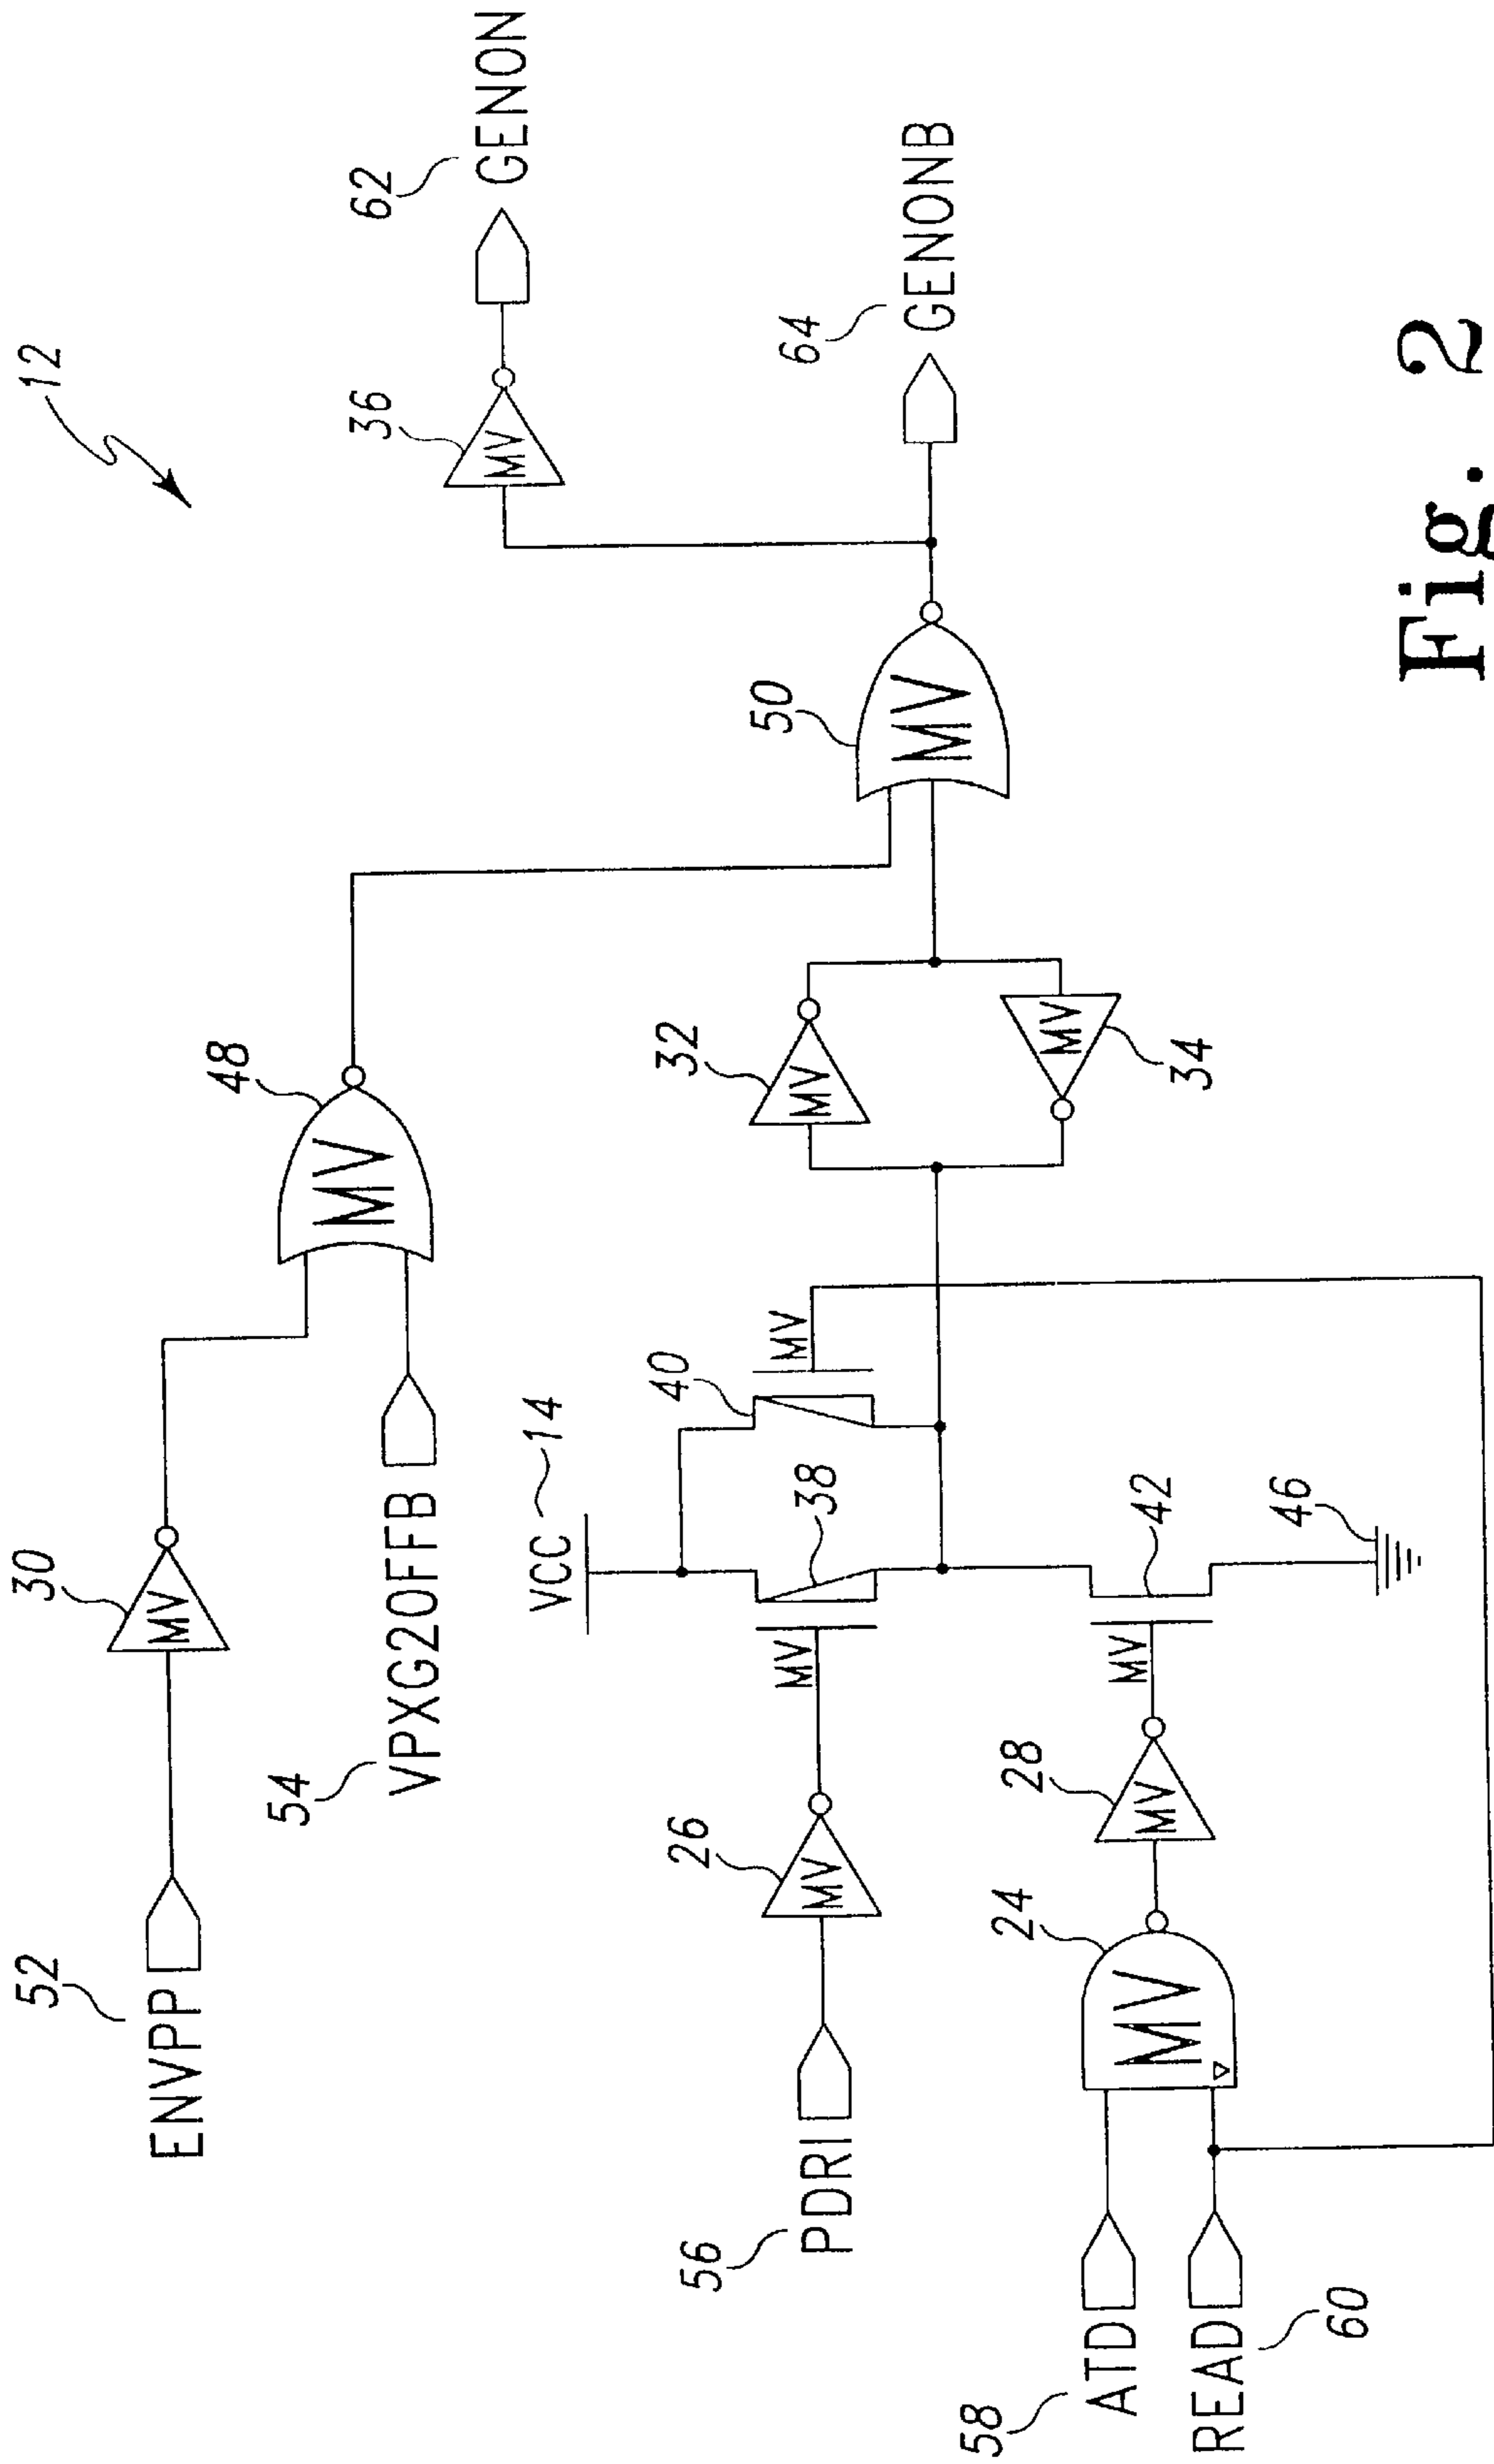 12
52
ENVPP
30
MV
54
VPXG20FFB
48
MV
36
MV
62
GENON
VCC
14
56
PDRI
26
MV
MV
38
40
MV
32
MV
MV
34
50
MV
64
GENONB
58
ATD
READ
60
24
MV
28
MV
MV
42
46
Fig. 2